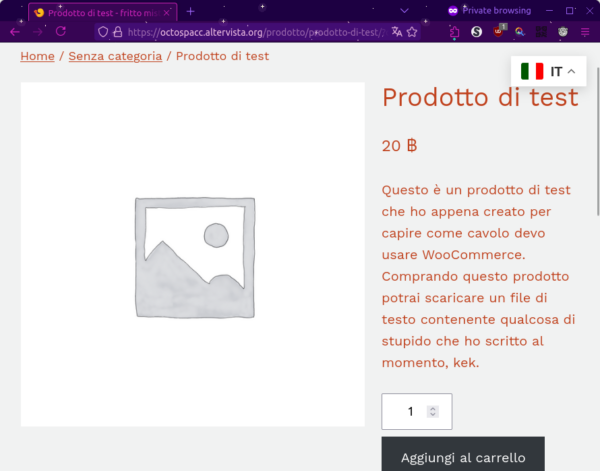 Prodotto di test - fritto mi
Private browsing
https://octospacc.altervista.org/prodotto/prodotto-di-test/
1
Home / Senza categoria / Prodotto di test
IT
Prodotto di test
20 ฿
Questo è un prodotto di test
che ho appena creato per
capire come cavolo devo
usare WooCommerce.
Comprando questo prodotto
potrai scaricare un file di
testo contenente qualcosa di
stupido che ho scritto al
momento, kek.
1
Aggiungi al carrello